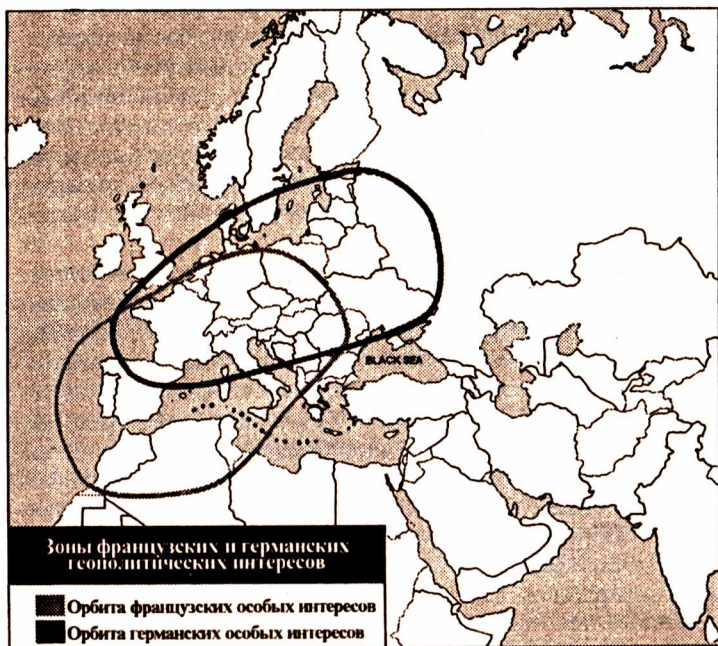 BLACK SEA
Зоны французских и германских
геополитических интересов
Орбита французских особых интересов
Орбита германских особых интересов